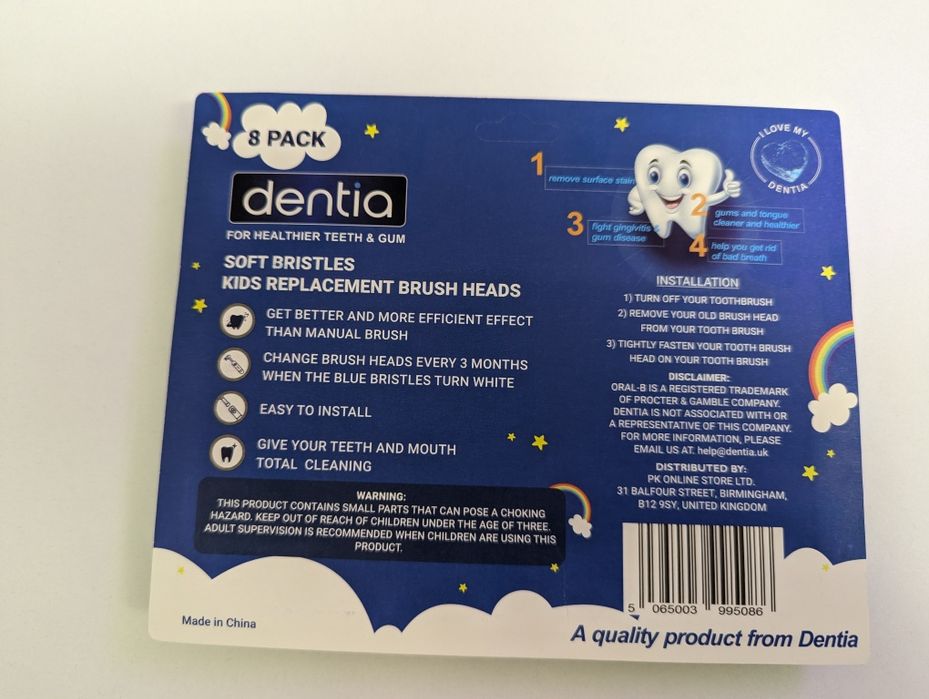 8 PACK
dentia
FOR HEALTHIER TEETH & GUM
SOFT BRISTLES
KIDS REPLACEMENT BRUSH HEADS
GET BETTER AND MORE EFFICIENT EFFECT
THAN MANUAL BRUSH
CHANGE BRUSH HEADS EVERY 3 MONTHS
WHEN THE BLUE BRISTLES TURN WHITE
EASY TO INSTALL
GIVE YOUR TEETH AND MOUTH
TOTAL CLEANING
WARNING:
THIS PRODUCT CONTAINS SMALL PARTS THAT CAN POSE A CHOKING
HAZARD. KEEP OUT OF REACH OF CHILDREN UNDER THE AGE OF THREE.
ADULT SUPERVISION IS RECOMMENDED WHEN CHILDREN ARE USING THIS
PRODUCT.
Made in China
1
remove surface stain
2
gums and tongue
cleaner and healthier
3
fight gingivitis
gum disease
4
help you get rid
of bad breath
I LOVE MY
DENTIA
INSTALLATION
1) TURN OFF YOUR TOOTHBRUSH
2) REMOVE YOUR OLD BRUSH HEAD
FROM YOUR TOOTH BRUSH
3) TIGHTLY FASTEN YOUR TOOTH BRUSH
HEAD ON YOUR TOOTH BRUSH
DISCLAIMER:
ORAL-B IS A REGISTERED TRADEMARK
OF PROCTER & GAMBLE COMPANY.
DENTIA IS NOT ASSOCIATED WITH OR
A REPRESENTATIVE OF THIS COMPANY.
FOR MORE INFORMATION, PLEASE
EMAIL US AT. help@dentia.uk
DISTRIBUTED BY:
PK ONLINE STORE LTD.
31 BALFOUR STREET, BIRMINGHAM,
B12 9SY, UNITED KINGDOM
5 065003 995086
A quality product from Dentia